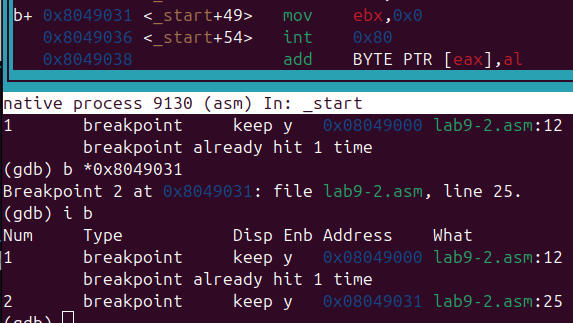 b+ 0x8049031 <_start+49> mov ebx,0x0
0x8049036 <_start+54> int 0x80
0x8049038 add BYTE PTR [eax],al
native process 9130 (asm) In: _start
1 breakpoint keep y 0x08049000 lab9-2.asm:12
breakpoint already hit 1 time
(gdb) b *0x8049031
Breakpoint 2 at 0x8049031: file lab9-2.asm, line 25.
(gdb) i b
Num Type Disp Enb Address What
1 breakpoint keep y 0x08049000 lab9-2.asm:12
breakpoint already hit 1 time
2 breakpoint keep y 0x08049031 lab9-2.asm:25
(gdb)